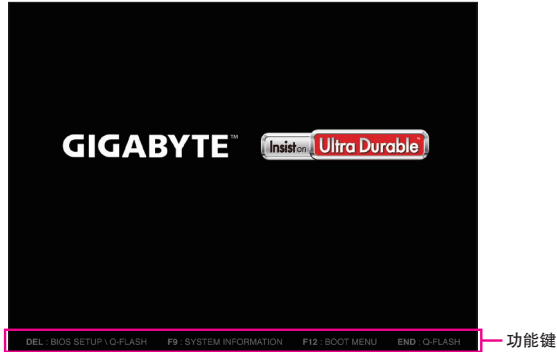 GIGABYTE™ Insist on Ultra Durable™
DEL : BIOS SETUP \ Q-FLASH F9 : SYSTEM INFORMATION F12 : BOOT MENU END : Q-FLASH 功能键